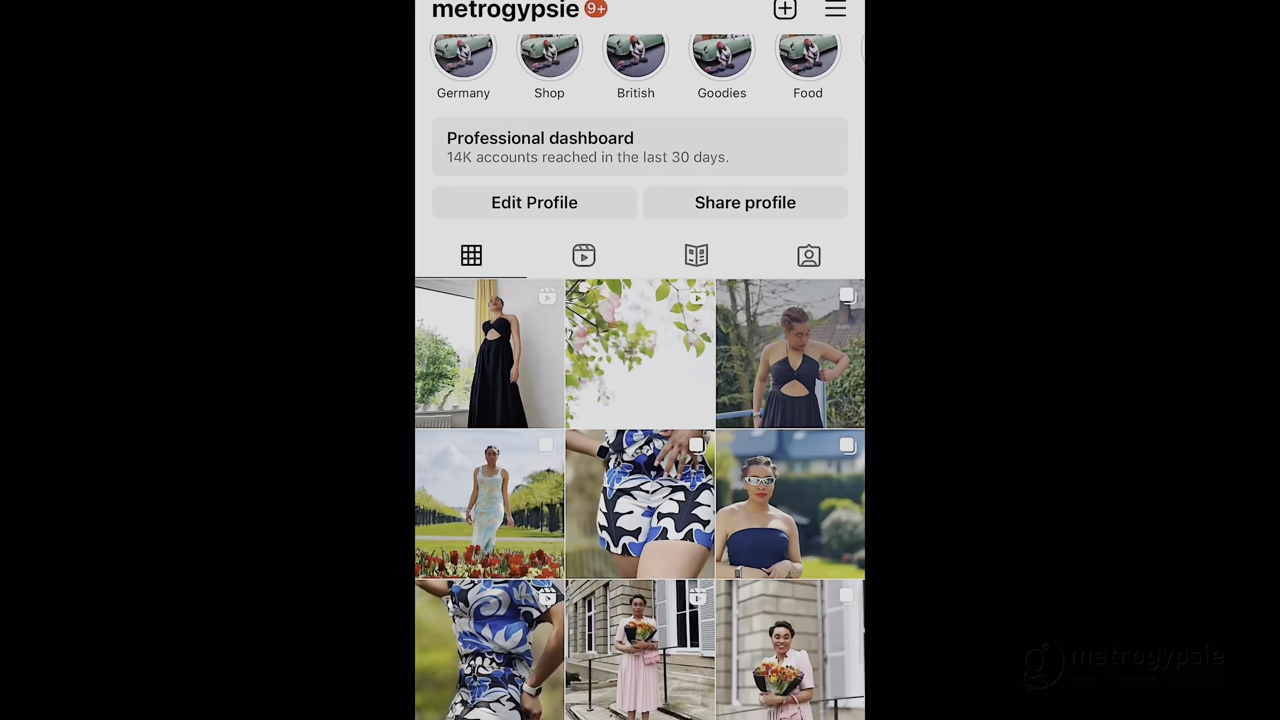 metrogypsie 9+
Germany Shop British Goodies Food
Professional dashboard
14K accounts reached in the last 30 days.
Edit Profile Share profile
metrogypsie